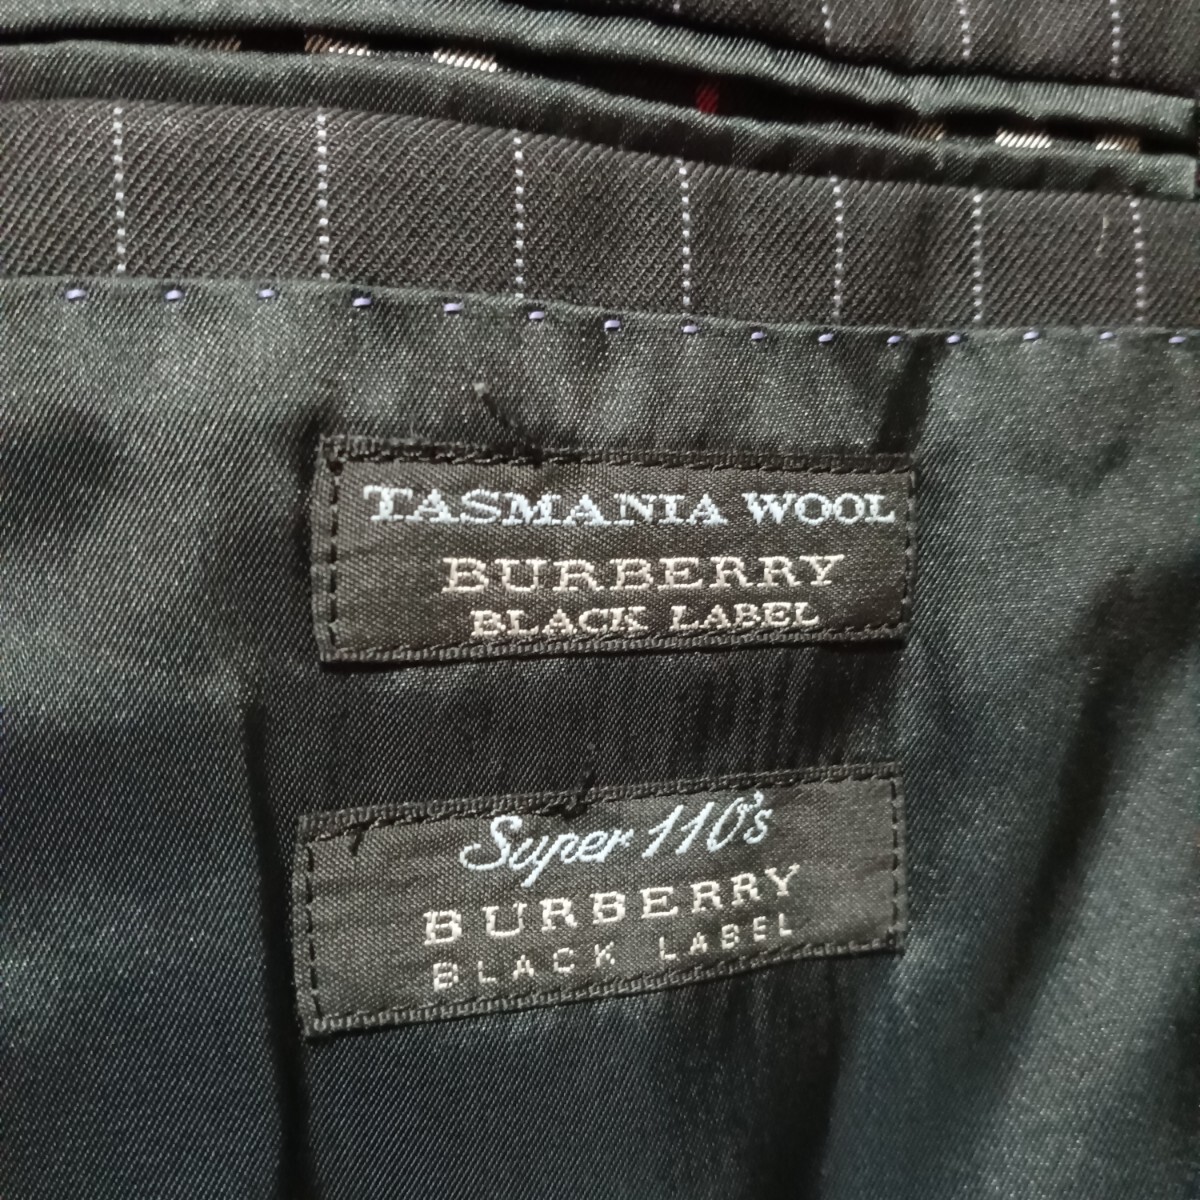 TASMANIA WOOL
BURBERRY
BLACK LABEL
Super 110's
BURBERRY
BLACK LABEL